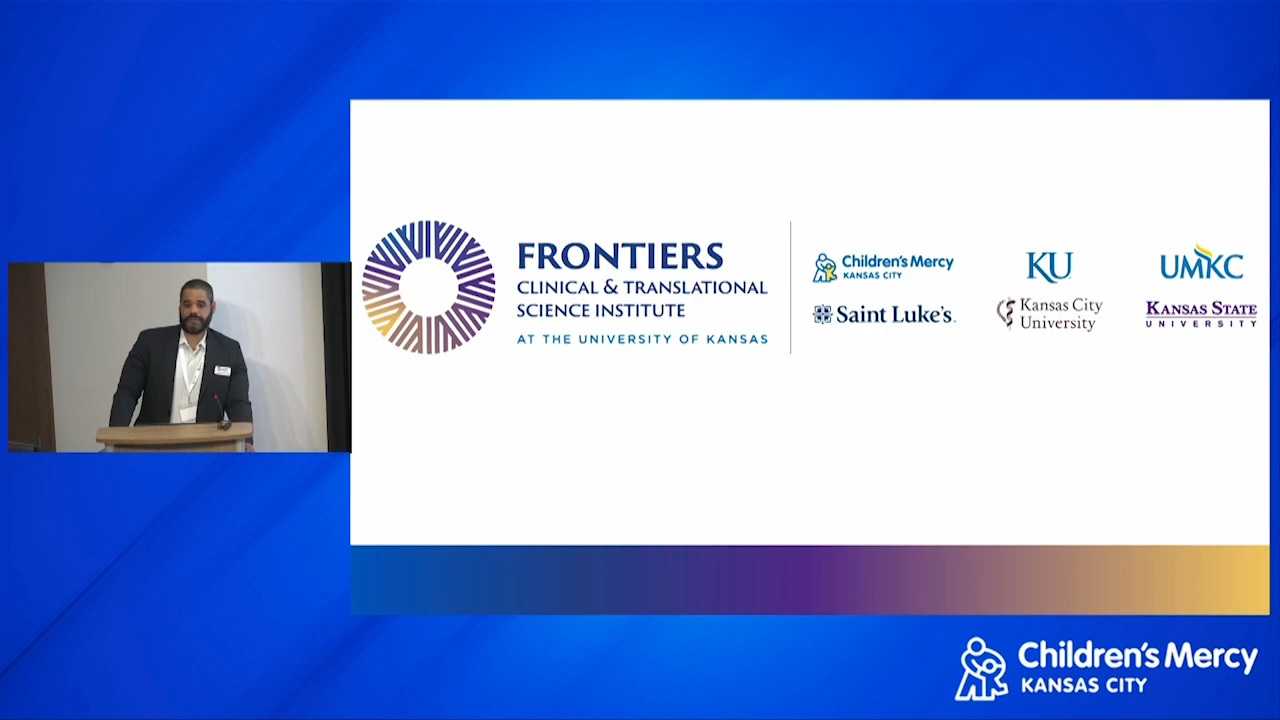 FRONTIERS
CLINICAL & TRANSLATIONAL
SCIENCE INSTITUTE
AT THE UNIVERSITY OF KANSAS
Children's Mercy
KANSAS CITY
KU
UMKC
Saint Luke's.
Kansas City
University
KANSAS STATE
UNIVERSITY
Children's Mercy
KANSAS CITY